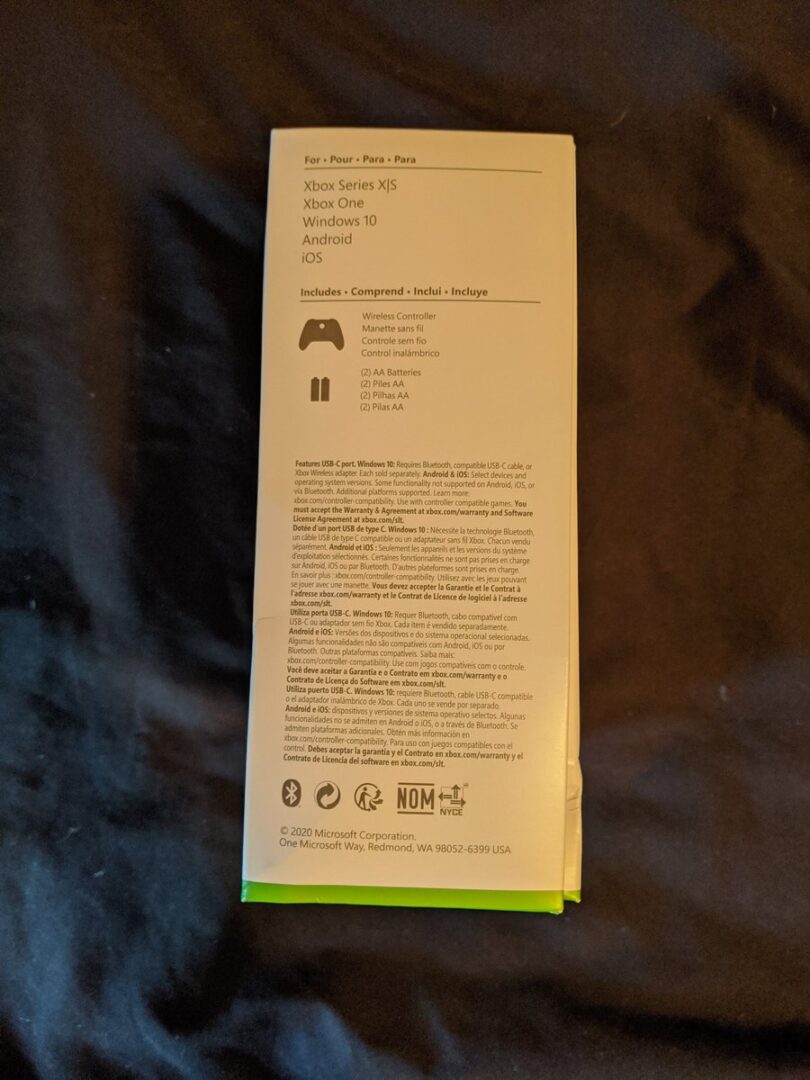 For • Pour • Para • Para
Xbox Series X|S
Xbox One
Windows 10
Android
iOS
Includes • Comprend • Inclui • Incluye
Wireless Controller
Manette sans fil
Controle sem fio
Control inalámbrico
(2) AA Batteries
(2) Piles AA
(2) Pilhas AA
(2) Pilas AA
Features USB-C port. Windows 10: Requires Bluetooth, compatible USB-C cable, or
Xbox Wireless adapter. Each sold separately. Android & iOS: Select devices and
operating system versions. Some functionality not supported on Android, iOS, or
via Bluetooth. Additional platforms supported. Learn more:
xbox.com/controller-compatibility. Use with controller compatible games. You
must accept the Warranty & Agreement at xbox.com/warranty and Software
License Agreement at xbox.com/slt.
Dotée d'un port USB de type C. Windows 10 : Nécessite la technologie Bluetooth,
un câble USB de type C compatible ou un adaptateur sans fil Xbox. Chacun vendu
séparément. Android et iOS : Seulement les appareils et les versions du système
d'exploitation sélectionnés. Certaines fonctionnalités ne sont pas prises en charge
sur Android, iOS ou par Bluetooth. D'autres plateformes sont prises en charge.
En savoir plus : xbox.com/controller-compatibility. Utilisez avec les jeux pouvant
se jouer avec une manette. Vous devez accepter la Garantie et le Contrat à
l'adresse xbox.com/warranty et le Contrat de Licence de logiciel à l'adresse
xbox.com/slt.
Utiliza porta USB-C. Windows 10: Requer Bluetooth, cabo compatível com
USB-C ou adaptador sem fio Xbox. Cada item é vendido separadamente.
Android e iOS: Versões dos dispositivos e do sistema operacional selecionadas.
Algumas funcionalidades não são compatíveis com Android, iOS ou por
Bluetooth. Outras plataformas compatíveis. Saiba mais:
xbox.com/controller-compatibility. Use com jogos compatíveis com o controle.
Você deve aceitar a Garantia e o Contrato em xbox.com/warranty e o
Contrato de Licença do Software em xbox.com/slt.
Utiliza puerto USB-C. Windows 10: requiere Bluetooth, cable USB-C compatible
o el adaptador inalámbrico de Xbox. Cada uno se vende por separado.
Android e iOS: dispositivos y versiones de sistema operativo selectos. Algunas
funcionalidades no se admiten en Android o iOS, o a través de Bluetooth. Se
admiten plataformas adicionales. Obtén más información en
xbox.com/controller-compatibility. Para uso con juegos compatibles con el
control. Debes aceptar la garantía y el Contrato en xbox.com/warranty y el
Contrato de Licencia del software en xbox.com/slt.
NOM
NYCE
© 2020 Microsoft Corporation.
One Microsoft Way, Redmond, WA 98052-6399 USA